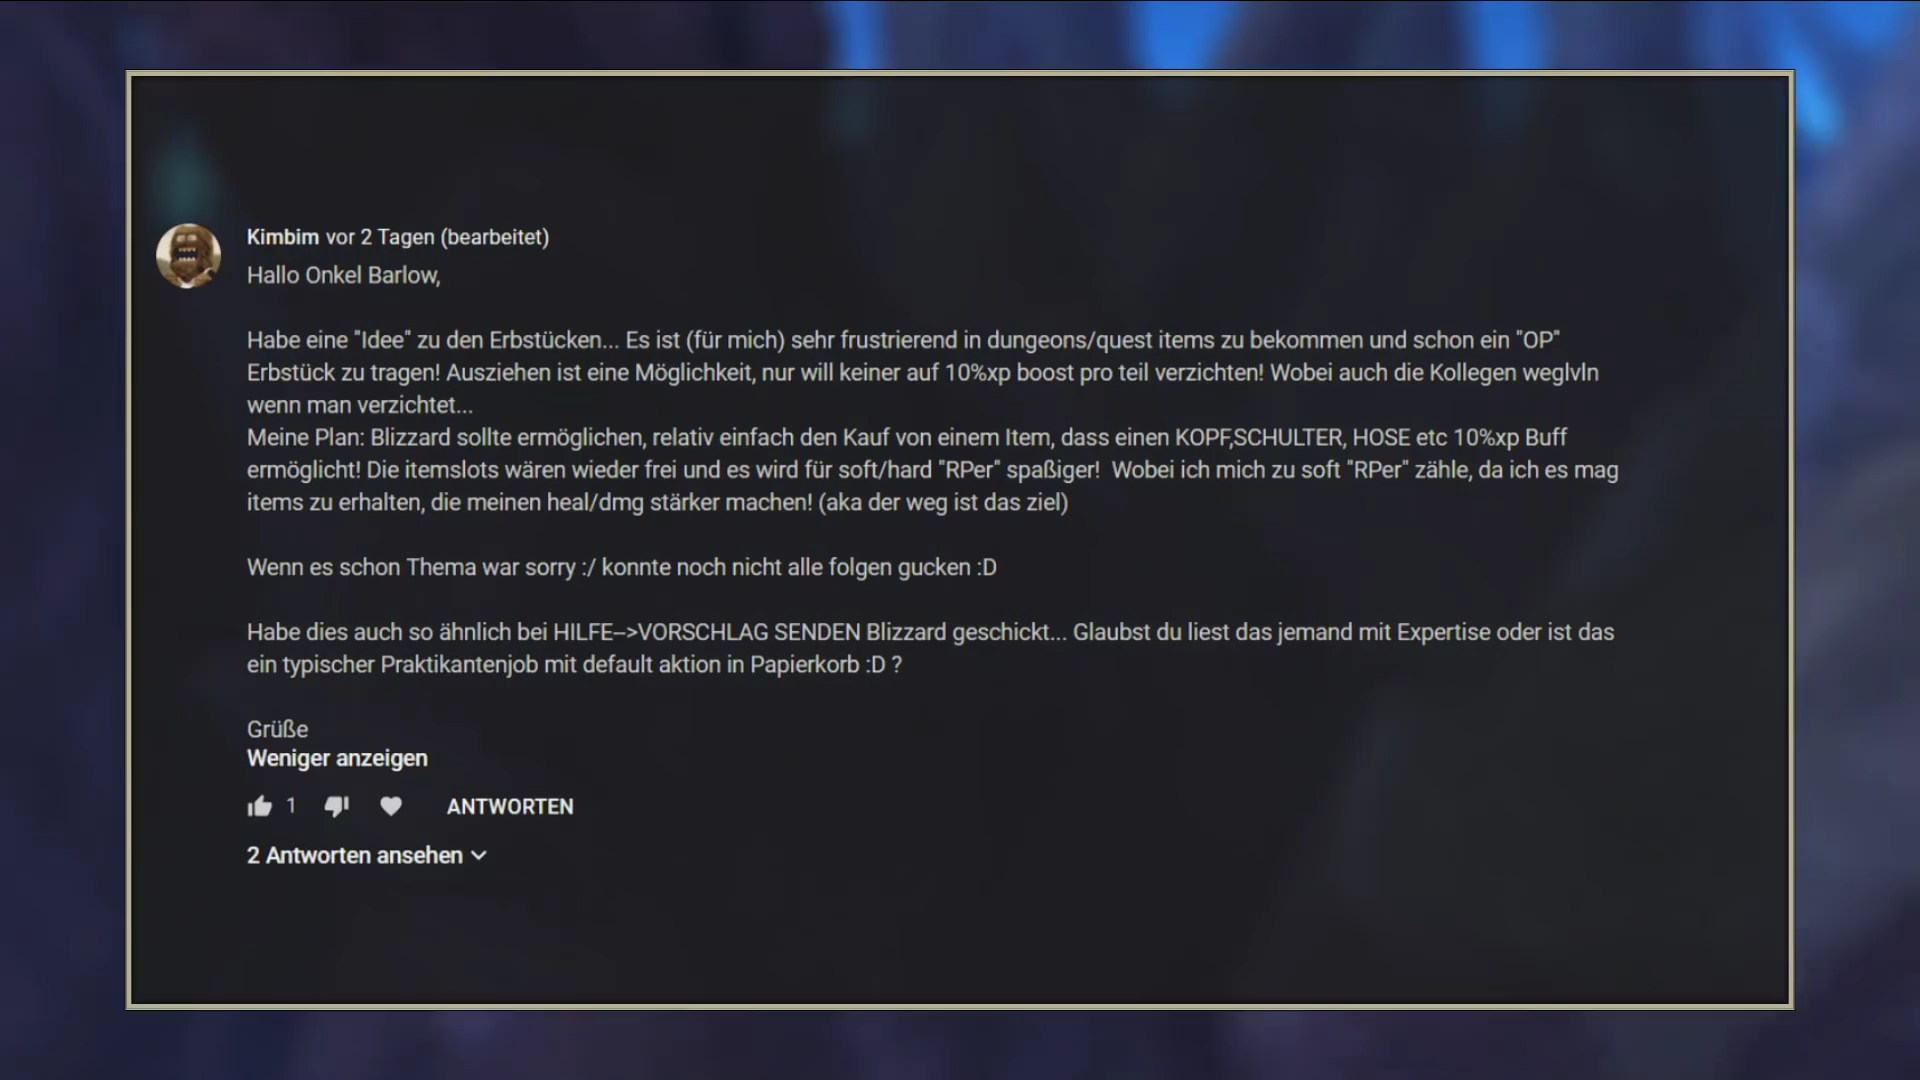 Kimbim vor 2 Tagen (bearbeitet)
Hallo Onkel Barlow,
Habe eine "Idee" zu den Erbstücken... Es ist (für mich) sehr frustrierend in dungeons/quest items zu bekommen und schon ein "OP"
Erbstück zu tragen! Ausziehen ist eine Möglichkeit, nur will keiner auf 10%xp boost pro teil verzichten! Wobei auch die Kollegen weglvln
wenn man verzichtet...
Meine Plan: Blizzard sollte ermöglichen, relativ einfach den Kauf von einem Item, dass einen KOPF,SCHULTER, HOSE etc 10%xp Buff
ermöglicht! Die itemslots wären wieder frei und es wird für soft/hard "RPer" spaßiger!  Wobei ich mich zu soft "RPer" zähle, da ich es mag
items zu erhalten, die meinen heal/dmg stärker machen! (aka der weg ist das ziel)
Wenn es schon Thema war sorry :/ konnte noch nicht alle folgen gucken :D
Habe dies auch so ähnlich bei HILFE-->VORSCHLAG SENDEN Blizzard geschickt... Glaubst du liest das jemand mit Expertise oder ist das
ein typischer Praktikantenjob mit default aktion in Papierkorb :D ?
Grüße
Weniger anzeigen
1 ANTWORTEN
2 Antworten ansehen